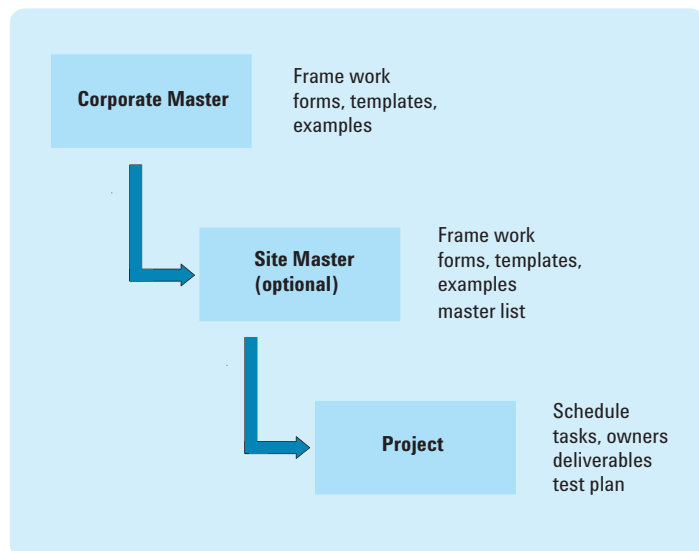 Corporate Master
Frame work
forms, templates,
examples
Site Master
(optional)
Frame work
forms, templates,
examples
master list
Project
Schedule
tasks, owners
deliverables
test plan